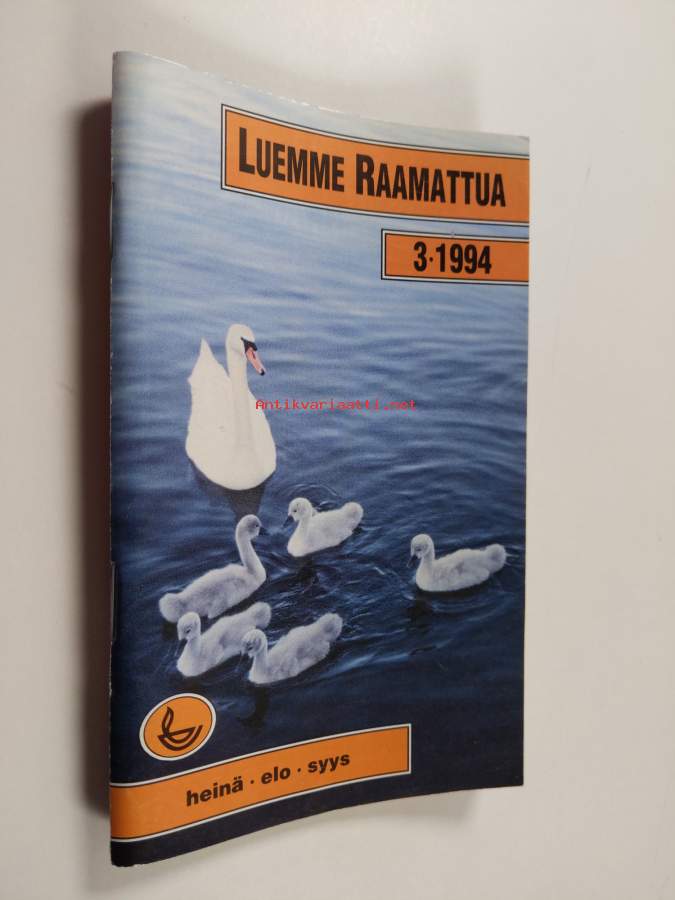 LUEMME RAAMATTUA
3·1994
Antikvariaatti.net
heinä · elo · syys